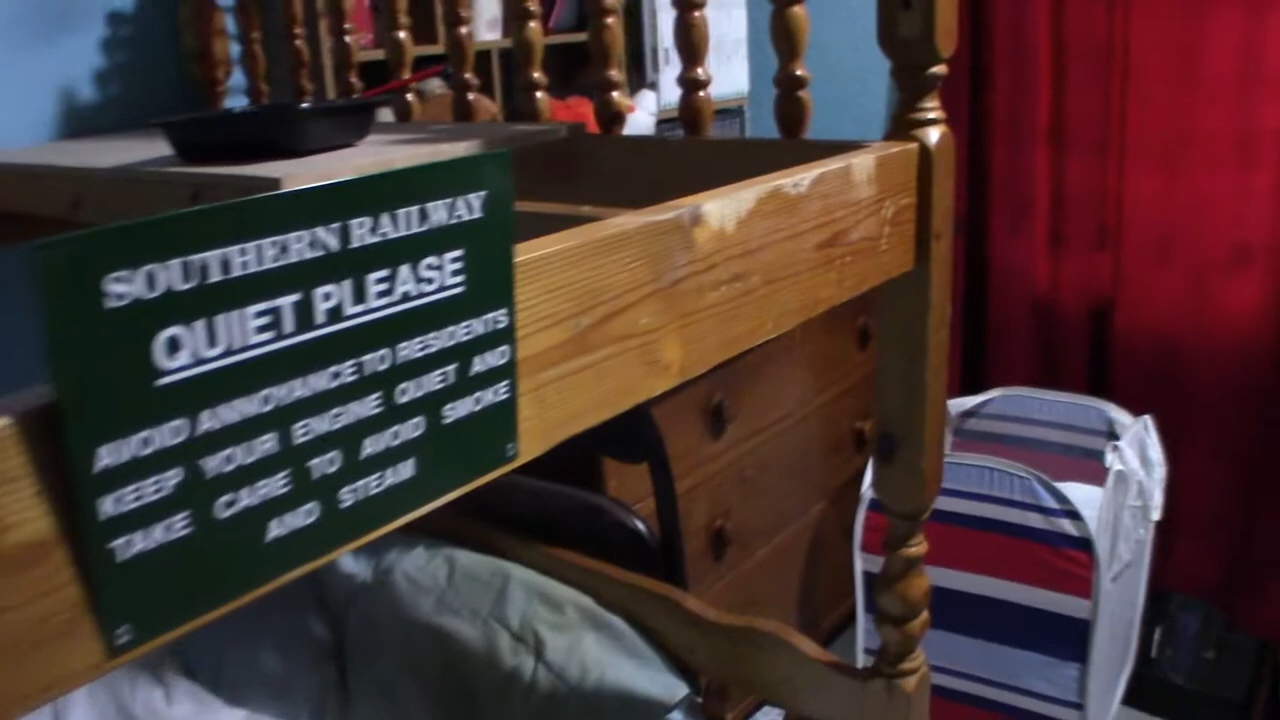 SOUTHERN RAILWAY
QUIET PLEASE
AVOID ANNOYANCE TO RESIDENTS
KEEP YOUR ENGINE QUIET AND
TAKE CARE TO AVOID SMOKE
AND STEAM